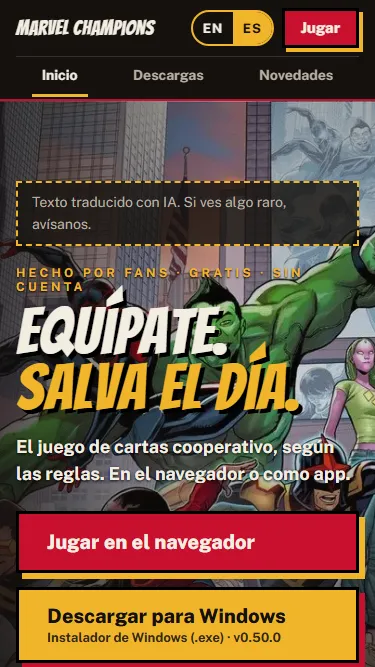 MARVEL CHAMPIONS
EN ES
Jugar
Inicio Descargas Novedades
Texto traducido con IA. Si ves algo raro,
avísanos.
HECHO POR FANS · GRATIS · SIN
CUENTA
EQUÍPATE.
SALVA EL DÍA.
El juego de cartas cooperativo, según
las reglas. En el navegador o como app.
Jugar en el navegador
Descargar para Windows
Instalador de Windows (.exe) · v0.50.0